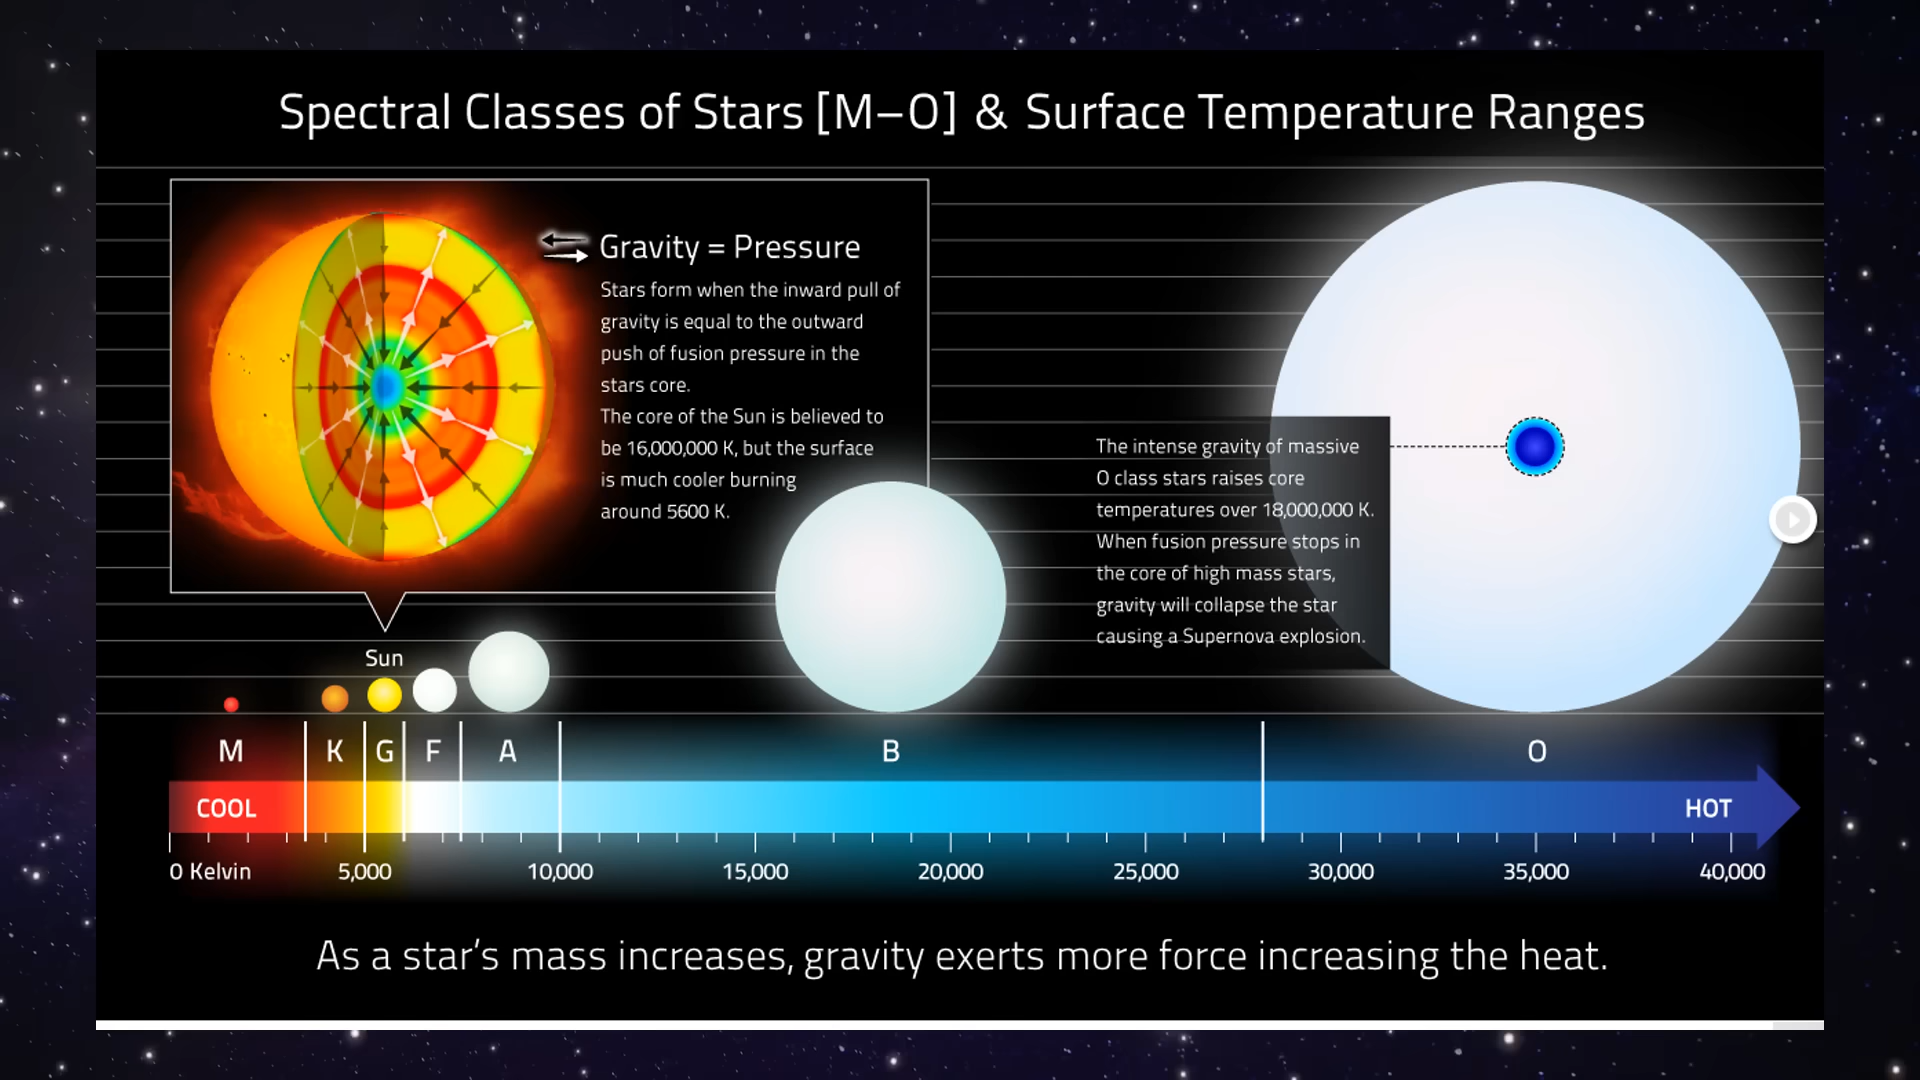 Spectral Classes of Stars [M–O] & Surface Temperature Ranges
Gravity = Pressure
Stars form when the inward pull of
gravity is equal to the outward
push of fusion pressure in the
stars core.
The core of the Sun is believed to
be 16,000,000 K, but the surface
is much cooler burning
around 5600 K.
The intense gravity of massive
O class stars raises core
temperatures over 18,000,000 K.
When fusion pressure stops in
the core of high mass stars,
gravity will collapse the star
causing a Supernova explosion.
Sun
M K G F A B O
COOL HOT
0 Kelvin 5,000 10,000 15,000 20,000 25,000 30,000 35,000 40,000
As a star’s mass increases, gravity exerts more force increasing the heat.